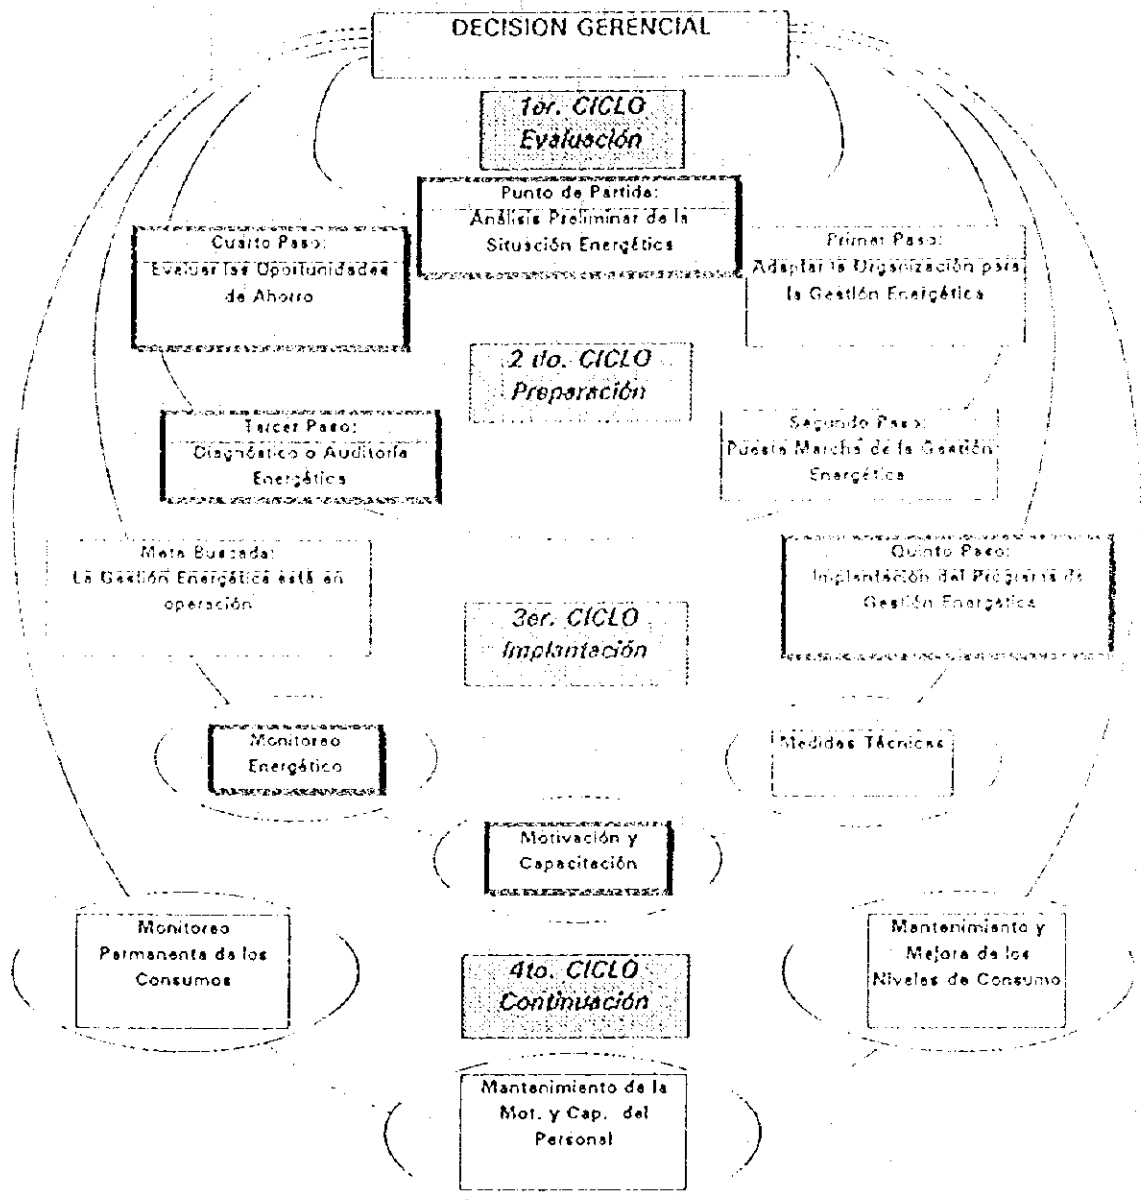 DECISION GERENCIAL
1er. CICLO
Evaluación
Punto de Partida:
Análisis Preliminar de la
Situación Energética
Cuarto Paso:
Evaluar las Oportunidades
de Ahorro
Primer Paso:
Adaptar la Organización para
la Gestión Energética
2 do. CICLO
Preparación
Tercer Paso:
Diagnóstico o Auditoría
Energética
Segundo Paso:
Puesta Marcha de la Gestión
Energética
Meta Buscada:
La Gestión Energética está en
operación
Quinto Paso:
Implantación del Programa de
Gestión Energética
3er. CICLO
Implantación
Monitoreo
Energético
Medidas Técnicas
Motivación y
Capacitación
Monitoreo
Permanente de los
Consumos
Mantenimiento y
Mejora de los
Niveles de Consumo
4to. CICLO
Continuación
Mantenimiento de la
Mot. y Cap. del
Personal